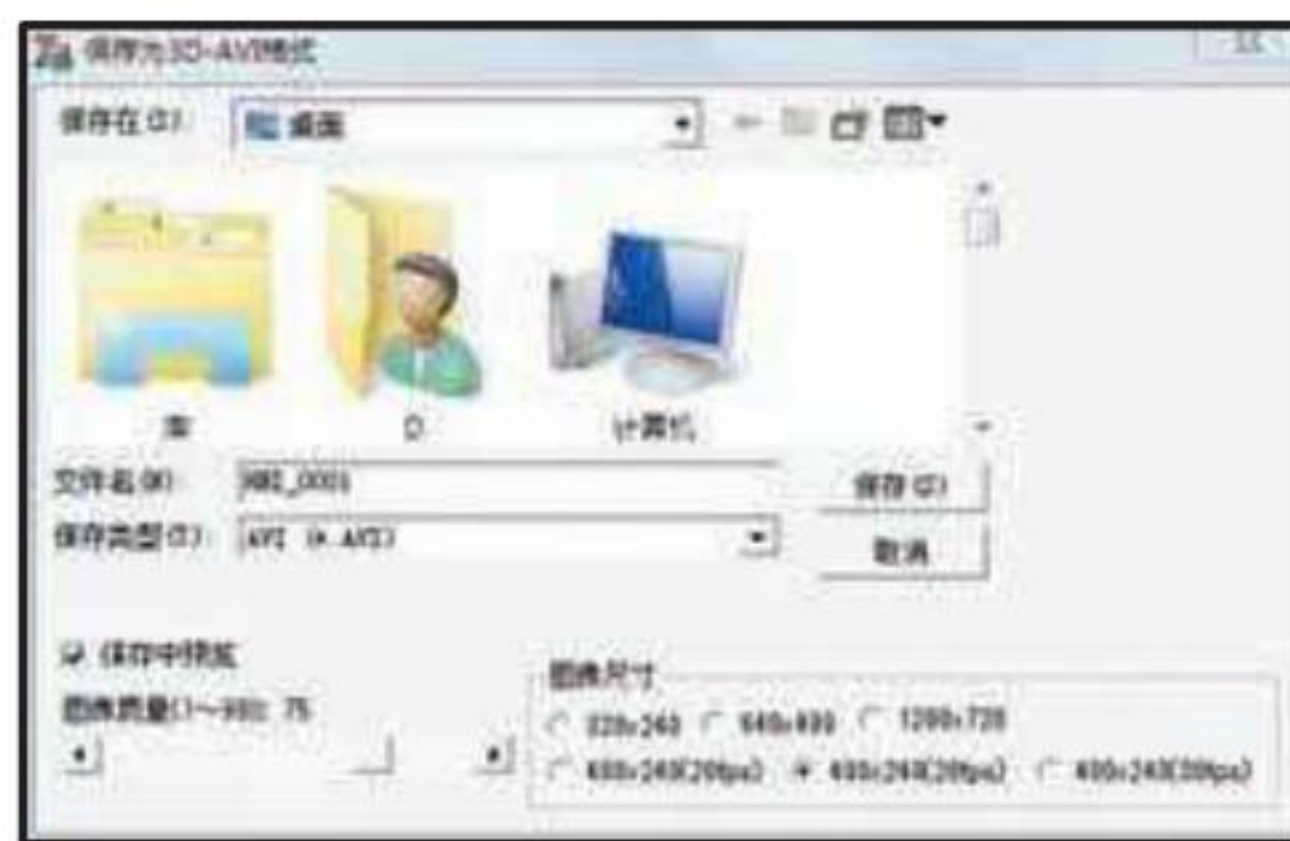 保存为3D-AVI格式
保存在(I):
桌面
库
D
计算机
文件名(N):
保存(S)
保存类型(T):
AVI (*.AVI)
取消
保存中预览
图像质量(1~99): 75
图像尺寸
320x240
640x480
1280x720
400x240(20fps)